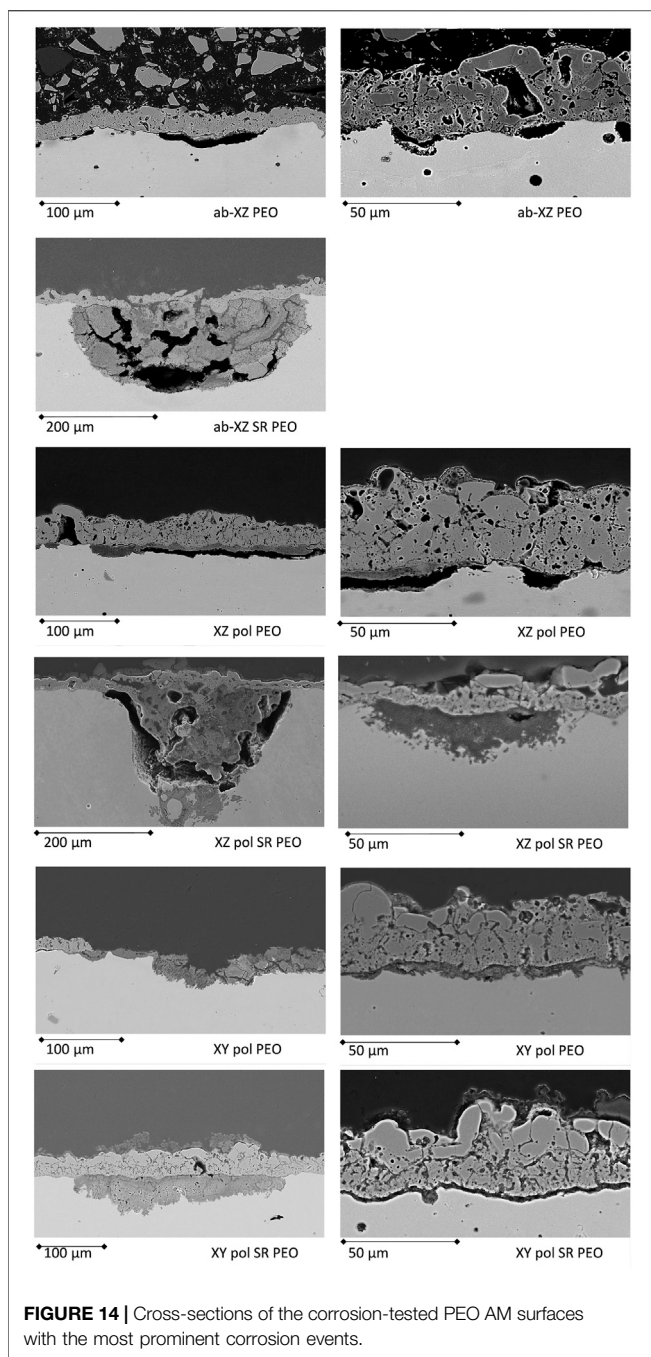 100 µm
ab-XZ PEO
50 µm
ab-XZ PEO
200 µm
ab-XZ SR PEO
100 µm
XZ pol PEO
50 µm
XZ pol PEO
200 µm
XZ pol SR PEO
50 µm
XZ pol SR PEO
100 µm
XY pol PEO
50 µm
XY pol PEO
100 µm
XY pol SR PEO
50 µm
XY pol SR PEO
FIGURE 14 | Cross-sections of the corrosion-tested PEO AM surfaces
with the most prominent corrosion events.